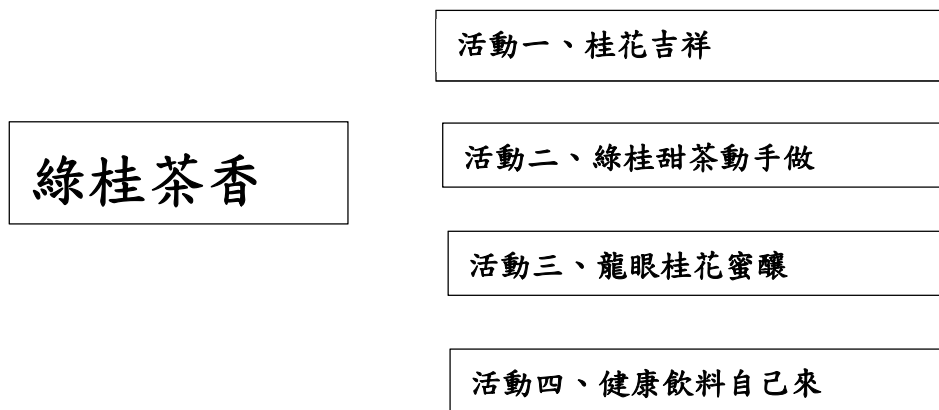 綠桂茶香
活動一、桂花吉祥
活動二、綠桂甜茶動手做
活動三、龍眼桂花蜜釀
活動四、健康飲料自己來